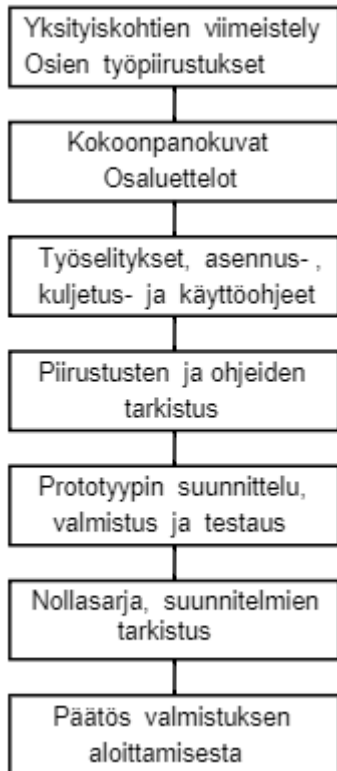 Yksityiskohtien viimeistely
Osien työpiirustukset
Kokoonpanokuvat
Osaluettelot
Työselitykset, asennus- ,
kuljetus- ja käyttöohjeet
Piirustusten ja ohjeiden
tarkistus
Prototyypin suunnittelu,
valmistus ja testaus
Nollasarja, suunnitelmien
tarkistus
Päätös valmistuksen
aloittamisesta